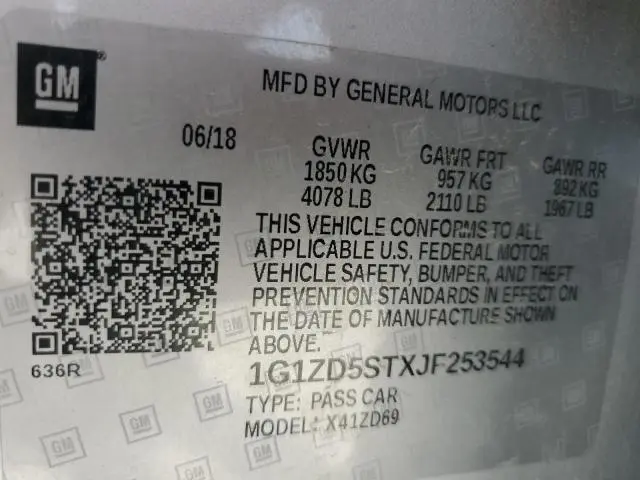 GM
MFD BY GENERAL MOTORS LLC
06/18
GVWR
1850 KG
4078 LB
GAWR FRT
957 KG
2110 LB
GAWR RR
892 KG
1967 LB
THIS VEHICLE CONFORMS TO ALL
APPLICABLE U.S. FEDERAL MOTOR
VEHICLE SAFETY, BUMPER, AND THEFT
PREVENTION STANDARDS IN EFFECT ON
THE DATE OF MANUFACTURE SHOWN
ABOVE.
636R
1G1ZD5STXJF253544
TYPE: PASS CAR
MODEL: X41ZD69